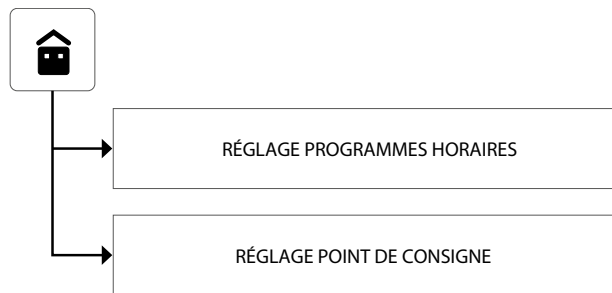 RÉGLAGE PROGRAMMES HORAIRES
RÉGLAGE POINT DE CONSIGNE